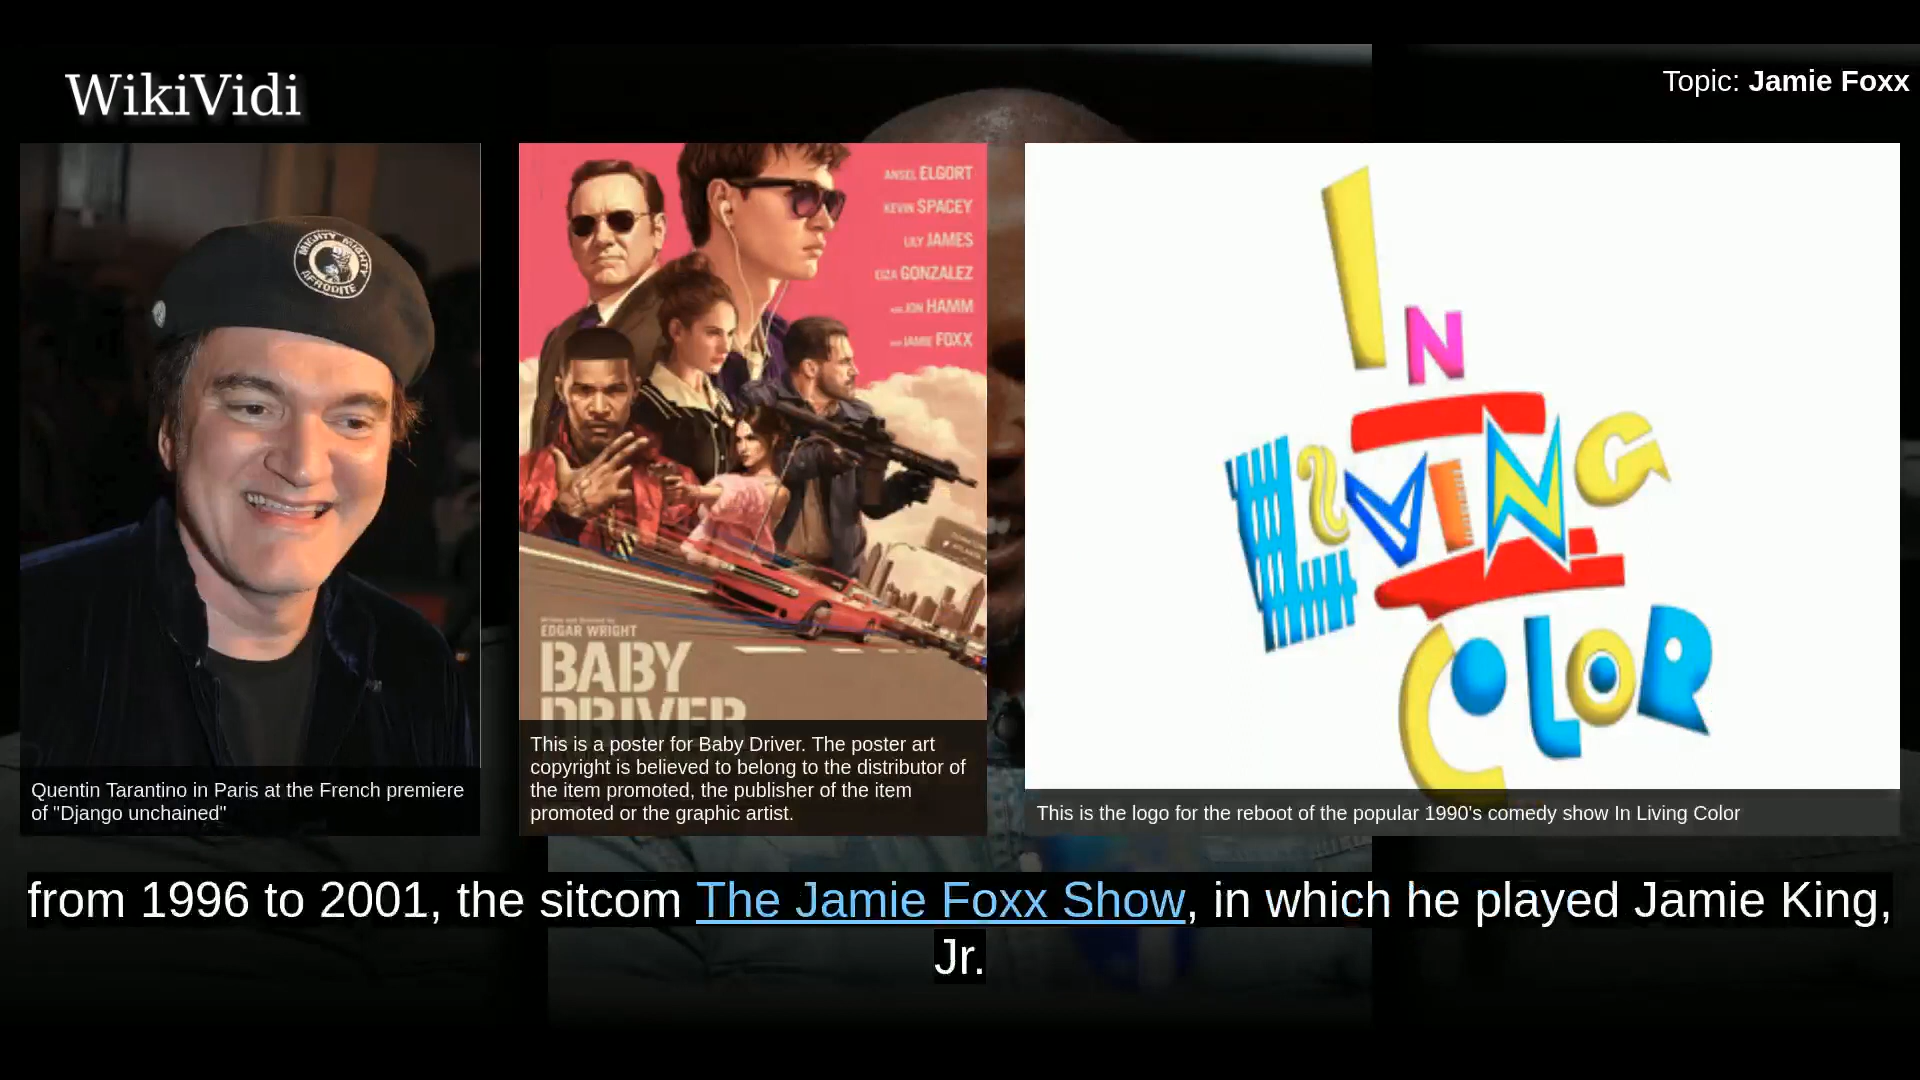 WikiVidi
Topic: Jamie Foxx
MIGHTY MIGHTY
AFRODITE
ANSEL ELGORT
KEVIN SPACEY
LILY JAMES
EIZA GONZALEZ
JON HAMM
JAMIE FOXX
EDGAR WRIGHT
BABY
DRIVER
IN
LIVING
COLOR
Quentin Tarantino in Paris at the French premiere
of "Django unchained"
This is a poster for Baby Driver. The poster art
copyright is believed to belong to the distributor of
the item promoted, the publisher of the item
promoted or the graphic artist.
This is the logo for the reboot of the popular 1990's comedy show In Living Color
from 1996 to 2001, the sitcom The Jamie Foxx Show, in which he played Jamie King,
Jr.